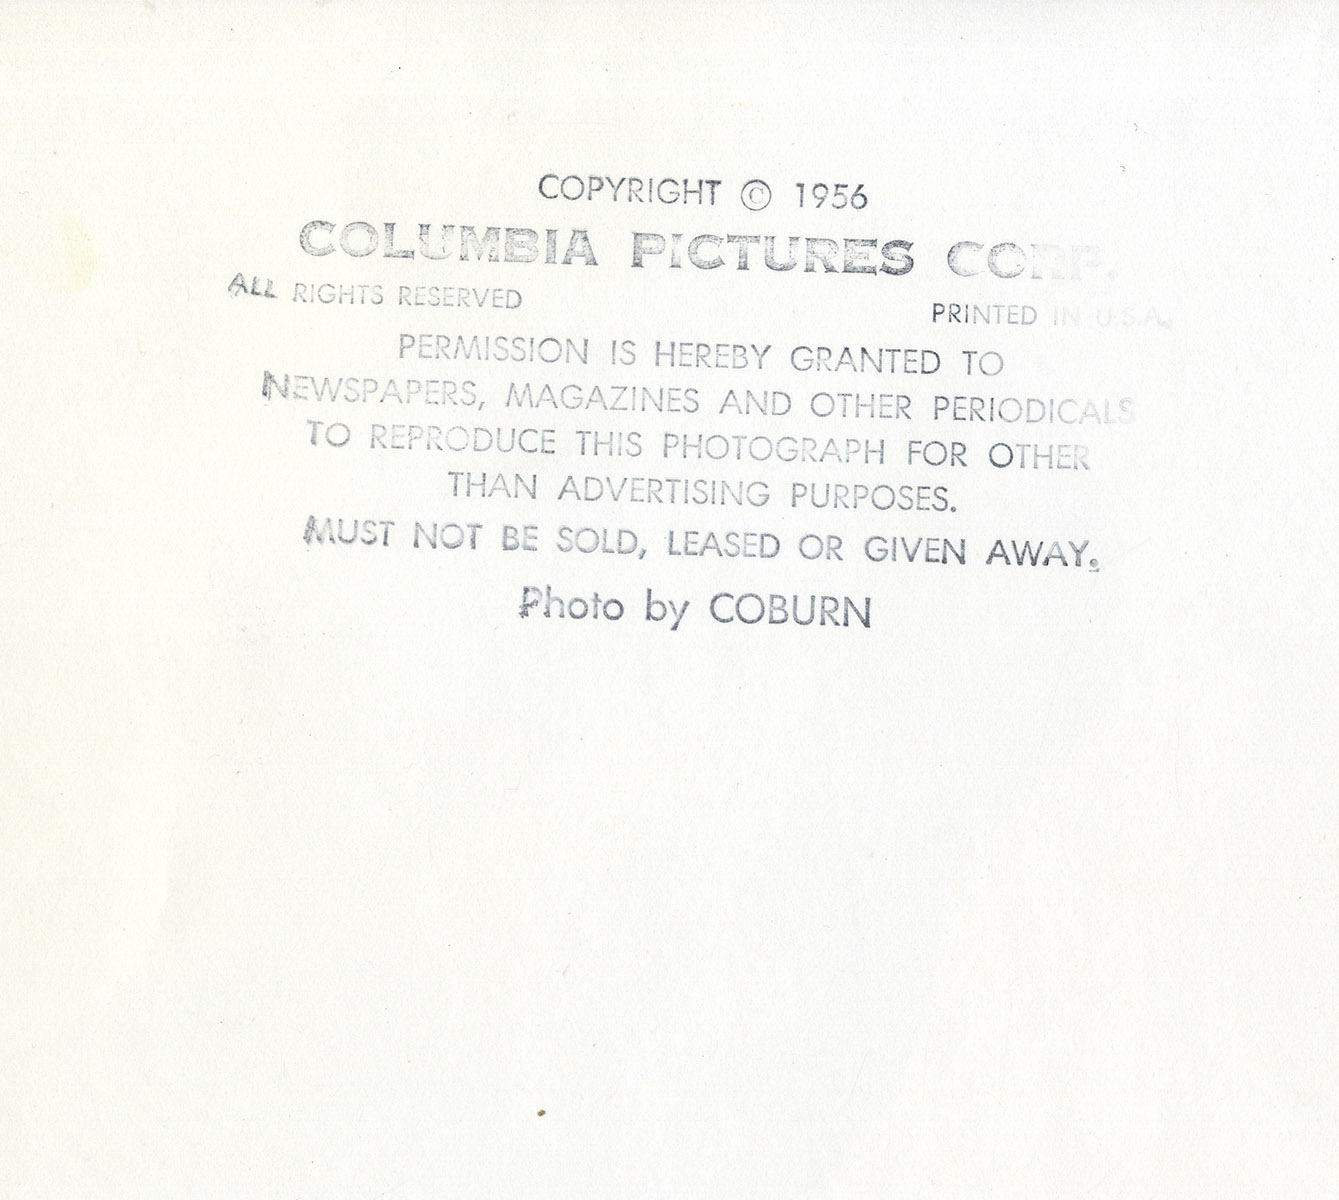 COPYRIGHT © 1956
COLUMBIA PICTURES CORP.
ALL RIGHTS RESERVED PRINTED IN U.S.A.
PERMISSION IS HEREBY GRANTED TO
NEWSPAPERS, MAGAZINES AND OTHER PERIODICALS
TO REPRODUCE THIS PHOTOGRAPH FOR OTHER
THAN ADVERTISING PURPOSES.
MUST NOT BE SOLD, LEASED OR GIVEN AWAY.
Photo by COBURN